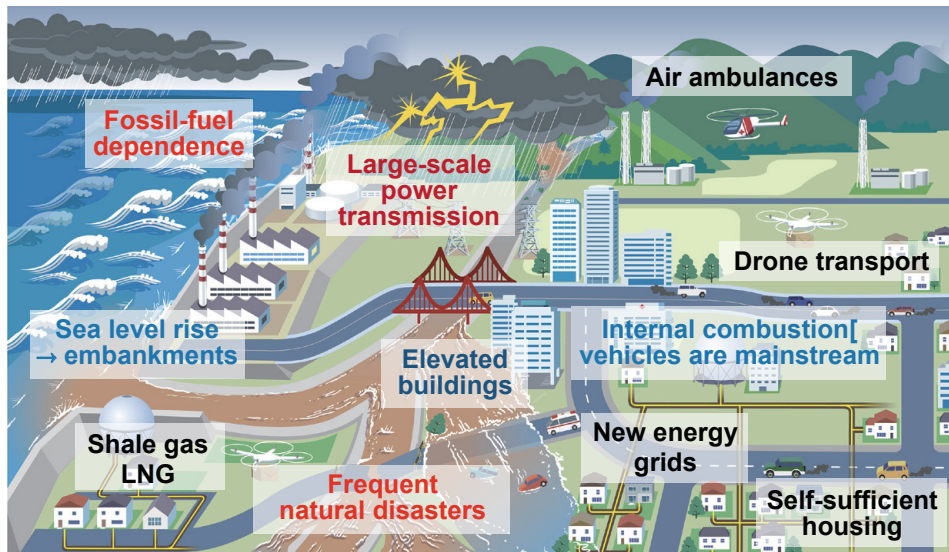 Air ambulances
Fossil-fuel
dependence
Large-scale
power
transmission
Drone transport
Sea level rise
→ embankments
Elevated
buildings
Internal combustion[
vehicles are mainstream
Shale gas
LNG
New energy
grids
Frequent
natural disasters
Self-sufficient
housing